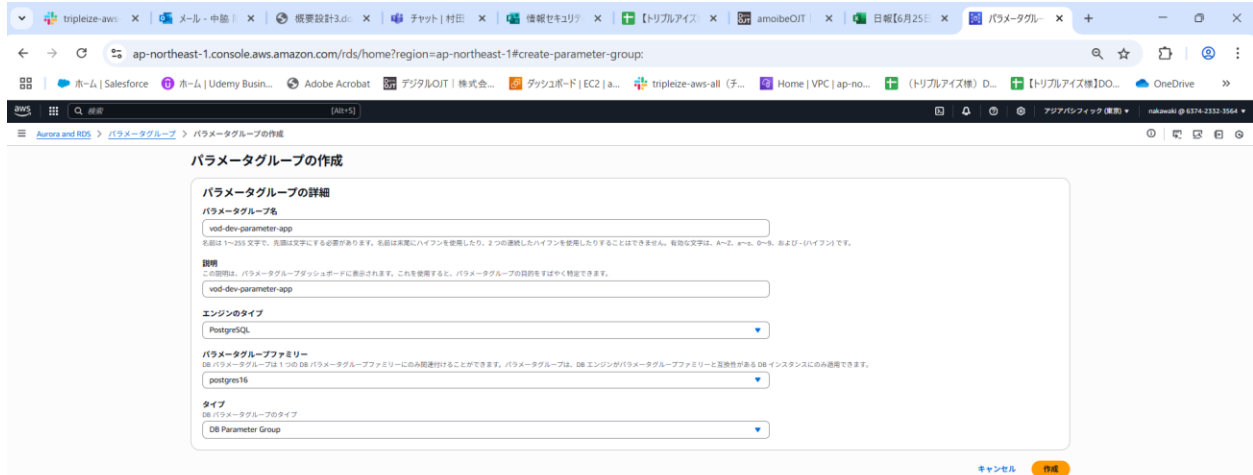 tripleize-aws-
メール - 中脇
概要設計3.do
チャット | 村田
情報セキュリテ
【トリプルアイズ
amoibeOJT
日報【6月25日
パラメータグルー
ap-northeast-1.console.aws.amazon.com/rds/home?region=ap-northeast-1#create-parameter-group:
ホーム | Salesforce
ホーム | Udemy Busin...
Adobe Acrobat
デジタルOJT | 株式会...
ダッシュボード | EC2 | a...
tripleize-aws-all（チ...
Home | VPC | ap-no...
（トリプルアイズ様）D...
【トリプルアイズ様】DO...
OneDrive
aws
検索
[Alt+S]
アジアパシフィック (東京)
nakawaki @ 6374-2332-3564
Aurora and RDS > パラメータグループ > パラメータグループの作成
パラメータグループの作成
パラメータグループの詳細
パラメータグループ名
vod-dev-parameter-app
名前は 1～255 文字で、先頭は文字にする必要があります。名前は末尾にハイフンを使用したり、2 つの連続したハイフンを使用したりすることはできません。有効な文字は、A～Z、a～z、0～9、および - (ハイフン) です。
説明
この説明は、パラメータグループダッシュボードに表示されます。これを使用すると、パラメータグループの目的をすばやく特定できます。
vod-dev-parameter-app
エンジンのタイプ
PostgreSQL
パラメータグループファミリー
DB パラメータグループは 1 つの DB パラメータグループファミリーにのみ関連付けることができます。パラメータグループは、DB エンジンがパラメータグループファミリーと互換性がある DB インスタンスにのみ適用できます。
postgres16
タイプ
DB パラメータグループのタイプ
DB Parameter Group
キャンセル
作成